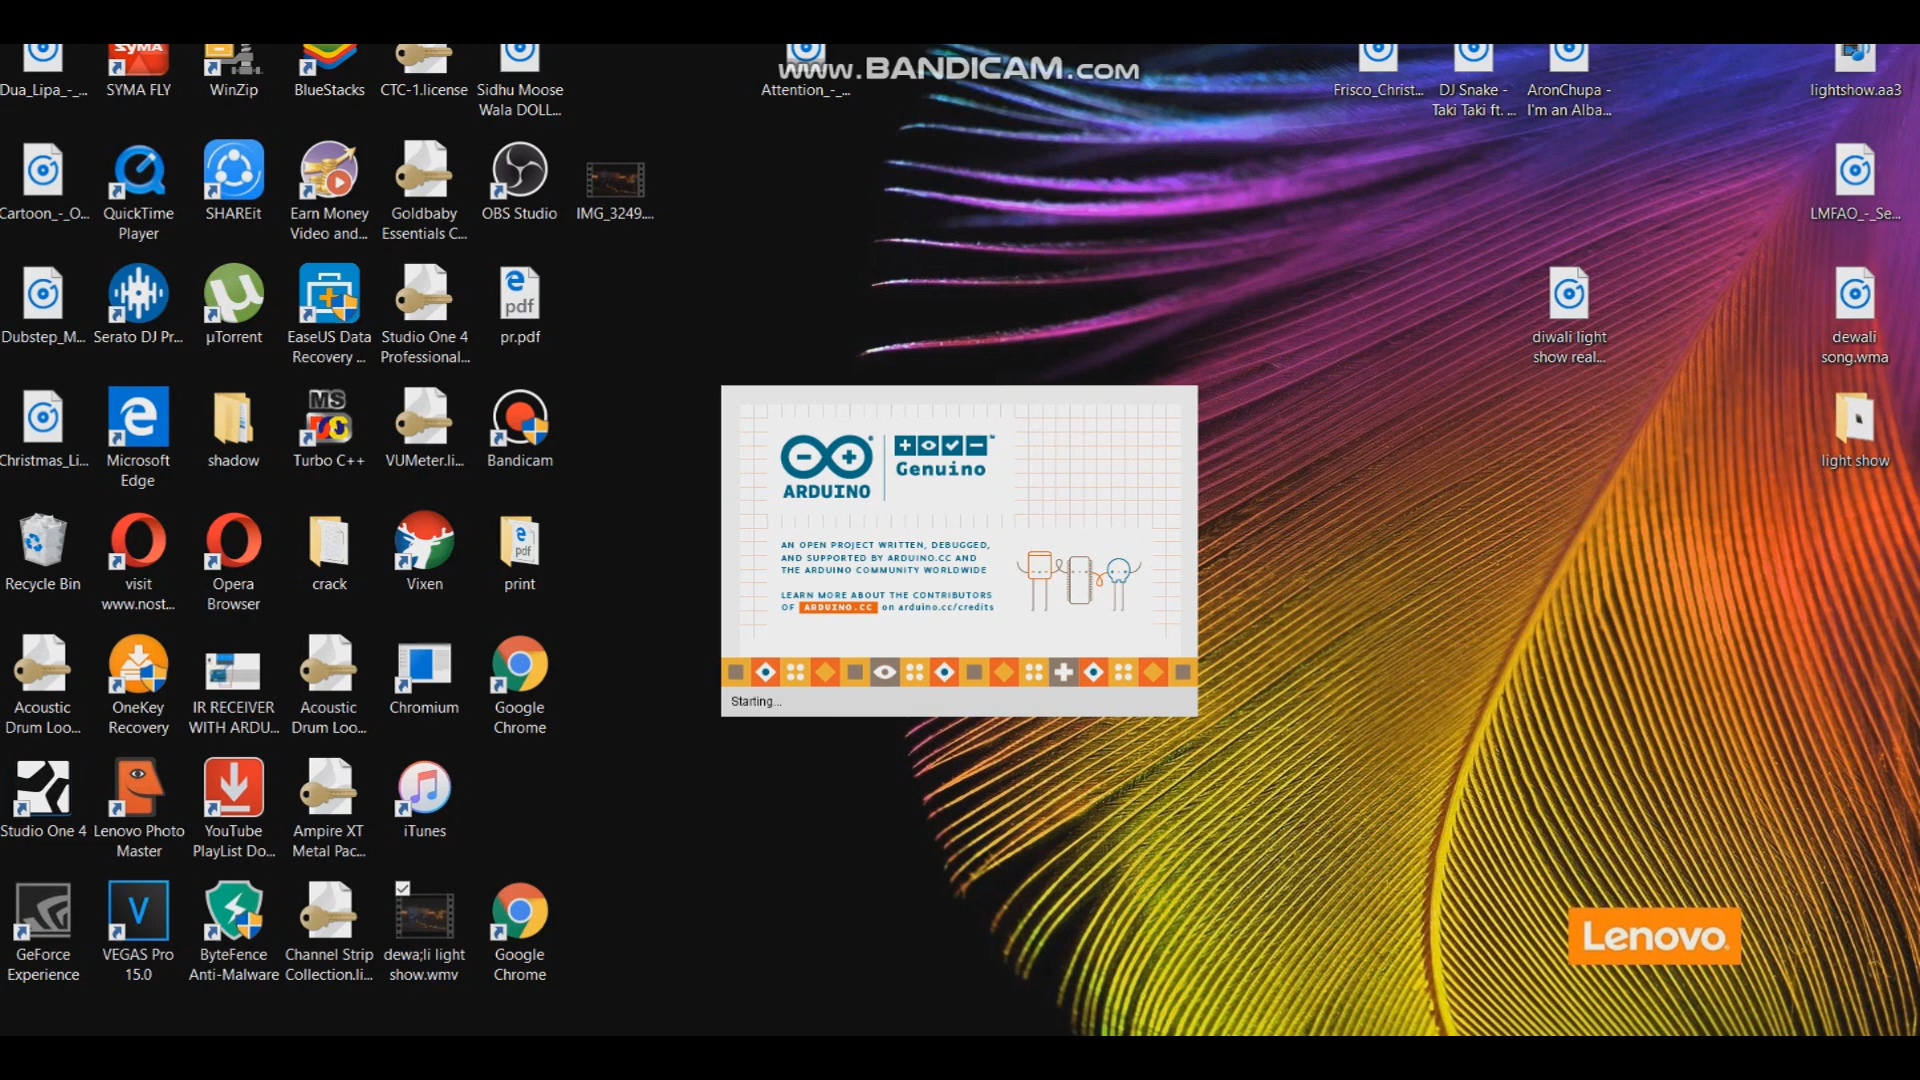 www.BANDICAM.com
Dua_Lipa_-_...
SYMA FLY
WinZip
BlueStacks
CTC-1.license
Sidhu Moose
Wala DOLL...
Attention_-_...
Frisco_Christ...
DJ Snake -
Taki Taki ft. ...
AronChupa -
I'm an Alba...
lightshow.aa3
Cartoon_-_O...
QuickTime
Player
SHAREit
Earn Money
Video and...
Goldbaby
Essentials C...
OBS Studio
IMG_3249....
LMFAO_-_Se...
Dubstep_M...
Serato DJ Pr...
µTorrent
EaseUS Data
Recovery ...
Studio One 4
Professional...
pdf
pr.pdf
diwali light
show real...
dewali
song.wma
Christmas_Li...
Microsoft
Edge
shadow
MS
Turbo C++
VUMeter.li...
Bandicam
light show
ARDUINO
Genuino
AN OPEN PROJECT WRITTEN, DEBUGGED,
AND SUPPORTED BY ARDUINO.CC AND
THE ARDUINO COMMUNITY WORLDWIDE
LEARN MORE ABOUT THE CONTRIBUTORS
OF ARDUINO.CC on arduino.cc/credits
Starting...
Recycle Bin
visit
www.nost...
Opera
Browser
crack
Vixen
pdf
print
Acoustic
Drum Loo...
OneKey
Recovery
IR RECEIVER
WITH ARDU...
Acoustic
Drum Loo...
Chromium
Google
Chrome
Studio One 4
Lenovo Photo
Master
YouTube
PlayList Do...
Ampire XT
Metal Pac...
iTunes
GeForce
Experience
V
VEGAS Pro
15.0
ByteFence
Anti-Malware
Channel Strip
Collection.li...
dewa;li light
show.wmv
Google
Chrome
Lenovo